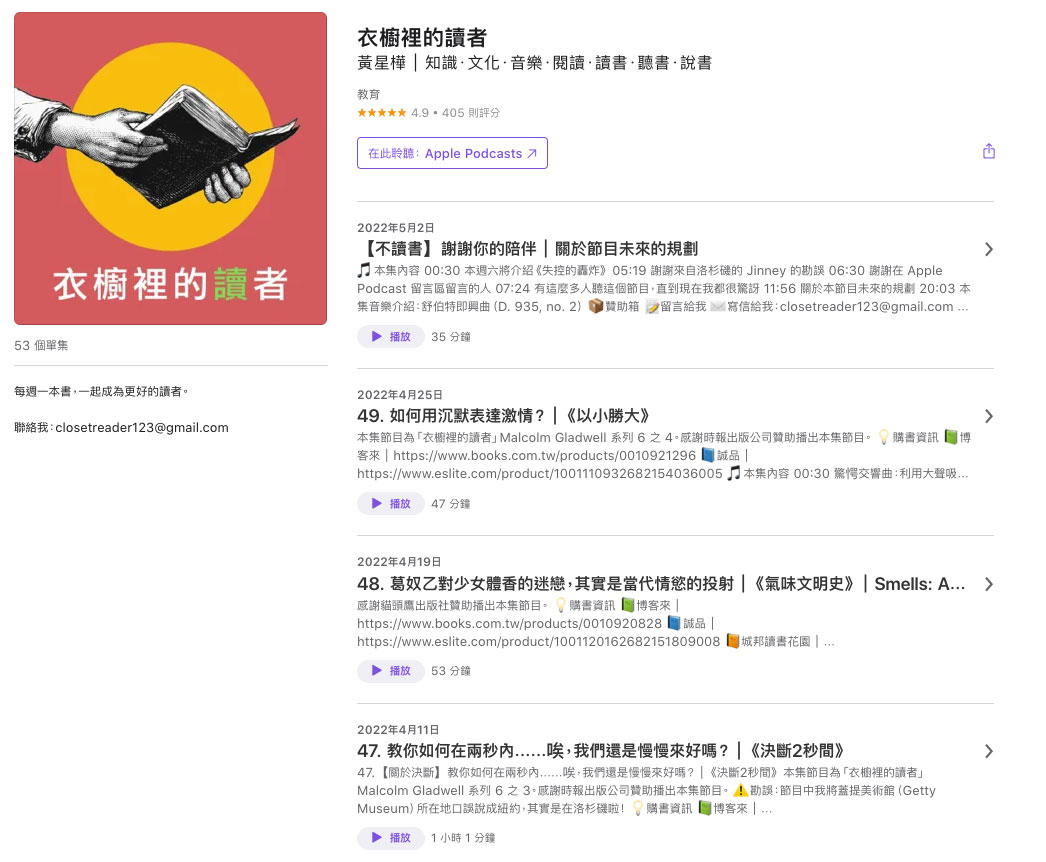 衣櫥裡的讀者
53 個單集
每週一本書，一起成為更好的讀者。
聯絡我：closetreader123@gmail.com
衣櫥裡的讀者
黃星樺 | 知識·文化·音樂·閱讀·讀書·聽書·說書
教育
★★★★★ 4.9 • 405 則評分
在此聆聽：Apple Podcasts ↗
2022年5月2日
【不讀書】謝謝你的陪伴 | 關於節目未來的規劃
🎵本集內容 00:30 本週六將介紹《失控的轟炸》 05:19 謝謝來自洛杉磯的 Jinney 的勘誤 06:30 謝謝在 Apple
Podcast 留言區留言的人 07:24 有這麼多人聽這個節目，直到現在我都很驚訝 11:56 關於本節目未來的規劃 20:03 本
集音樂介紹：舒伯特即興曲（D. 935, no. 2） 📦贊助箱 📝留言給我 ✉️寫信給我：closetreader123@gmail.com ...
播放 35 分鐘
2022年4月25日
49. 如何用沉默表達激情？ | 《以小勝大》
本集節目為「衣櫥裡的讀者」Malcolm Gladwell 系列 6 之 4。感謝時報出版公司贊助播出本集節目。 💡購書資訊 📗博
客來 | https://www.books.com.tw/products/0010921296 📘誠品 |
https://www.eslite.com/product/1001110932682154036005 🎵本集內容 00:30 驚愕交響曲：利用大聲吸...
播放 47 分鐘
2022年4月19日
48. 葛奴乙對少女體香的迷戀，其實是當代情慾的投射 | 《氣味文明史》 | Smells: A...
感謝貓頭鷹出版社贊助播出本集節目。 💡購書資訊 📗博客來 |
https://www.books.com.tw/products/0010920828 📘誠品 |
https://www.eslite.com/product/1001120162682151809008 📙城邦讀書花園 | ...
播放 53 分鐘
2022年4月11日
47. 教你如何在兩秒內......唉，我們還是慢慢來好嗎？ | 《決斷2秒間》
47.【關於決斷】教你如何在兩秒內......唉，我們還是慢慢來好嗎？ | 《決斷2秒間》 本集節目為「衣櫥裡的讀者」
Malcolm Gladwell 系列 6 之 3。感謝時報出版公司贊助播出本集節目。 ⚠️勘誤：節目中我將蓋提美術館（Getty
Museum）所在地口誤說成紐約，其實是在洛杉磯啦！ 💡購書資訊 📗博客來 | ...
播放 1 小時 1 分鐘